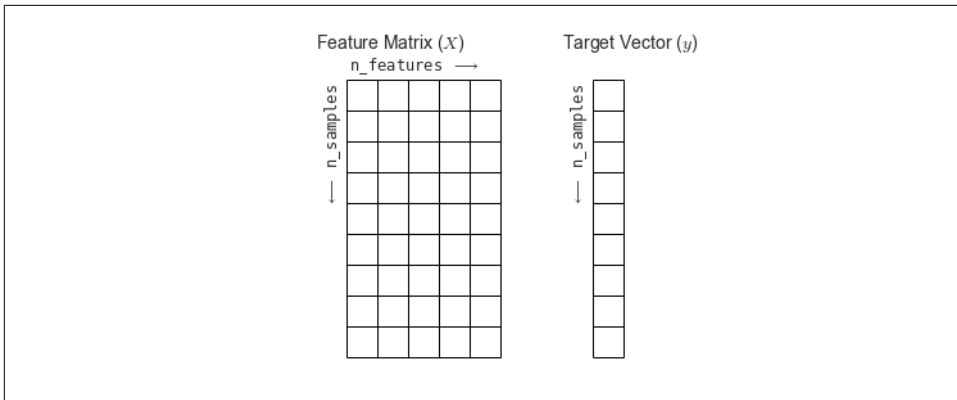 Feature Matrix (X)
n_features ⟶
⟵ n_samples
Target Vector (y)
⟵ n_samples